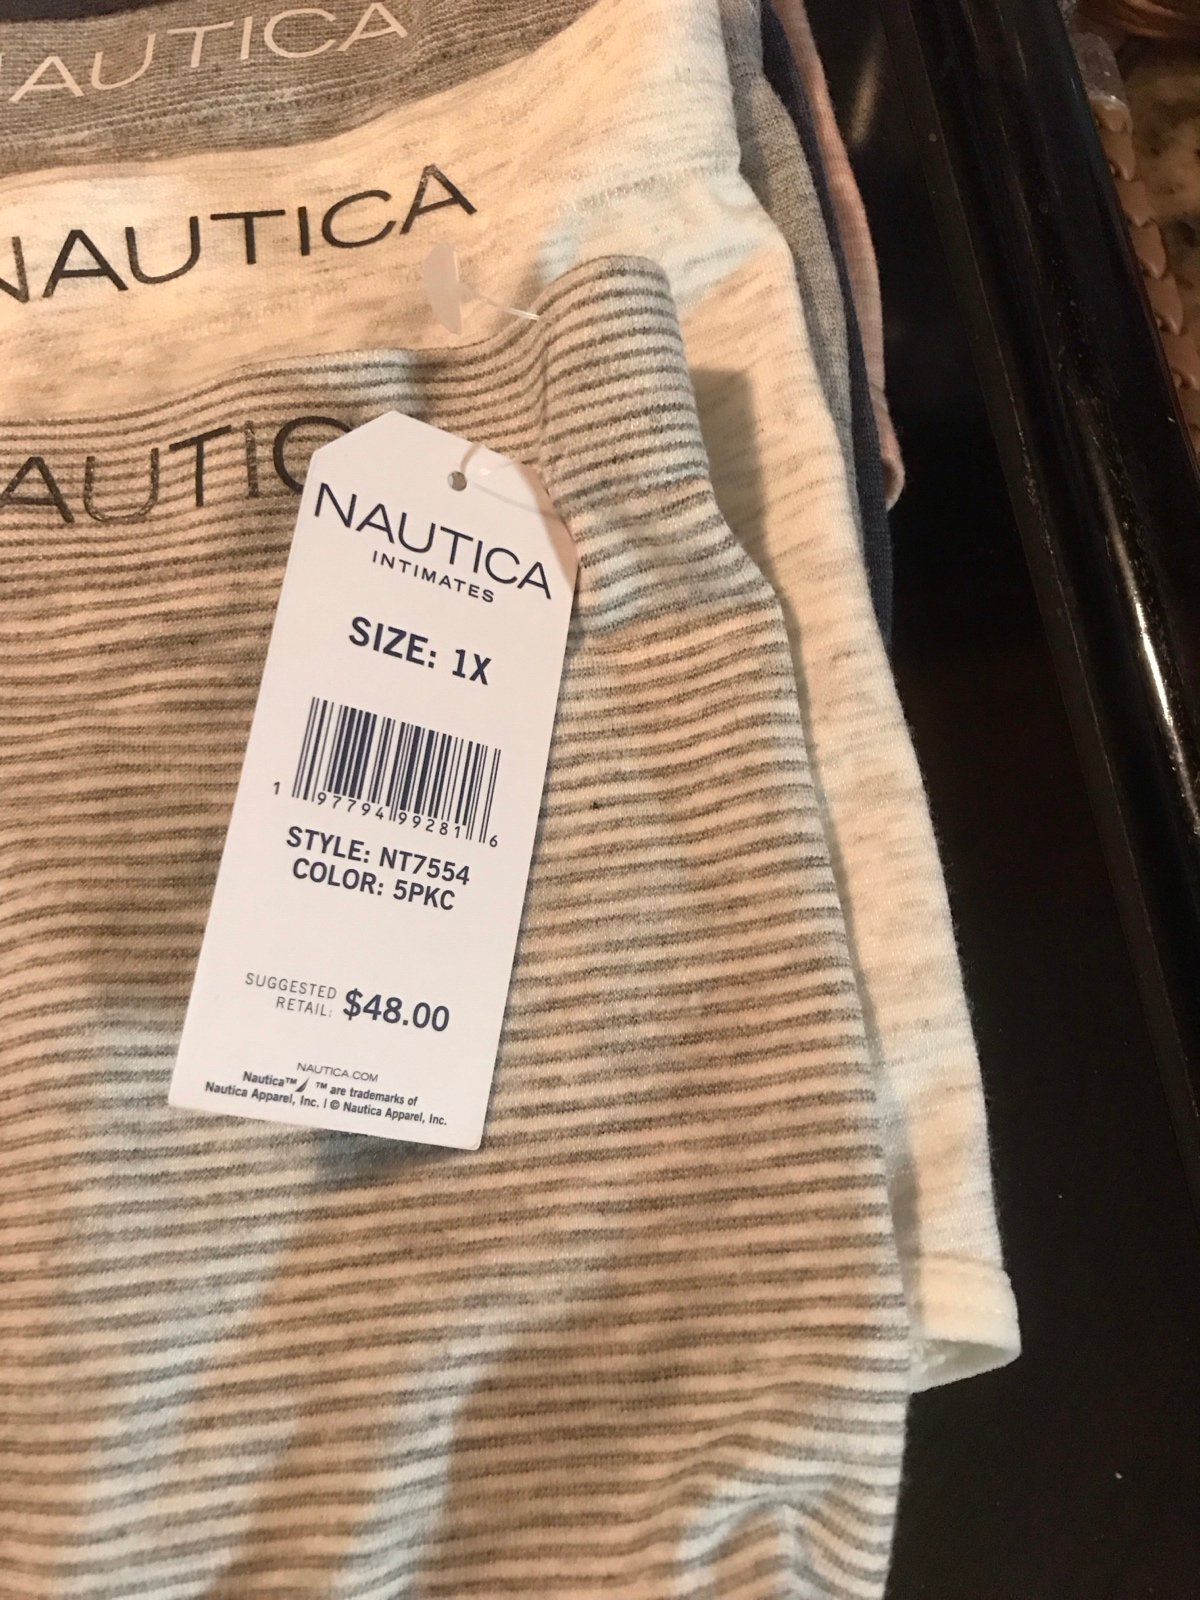 NAUTICA
NAUTICA
NAUTICA
INTIMATES
SIZE: 1X
1 97794 99281 6
STYLE: NT7554
COLOR: 5PKC
SUGGESTED
RETAIL: $48.00
NAUTICA.COM
Nautica™ ™ are trademarks of
Nautica Apparel, Inc. | © Nautica Apparel, Inc.